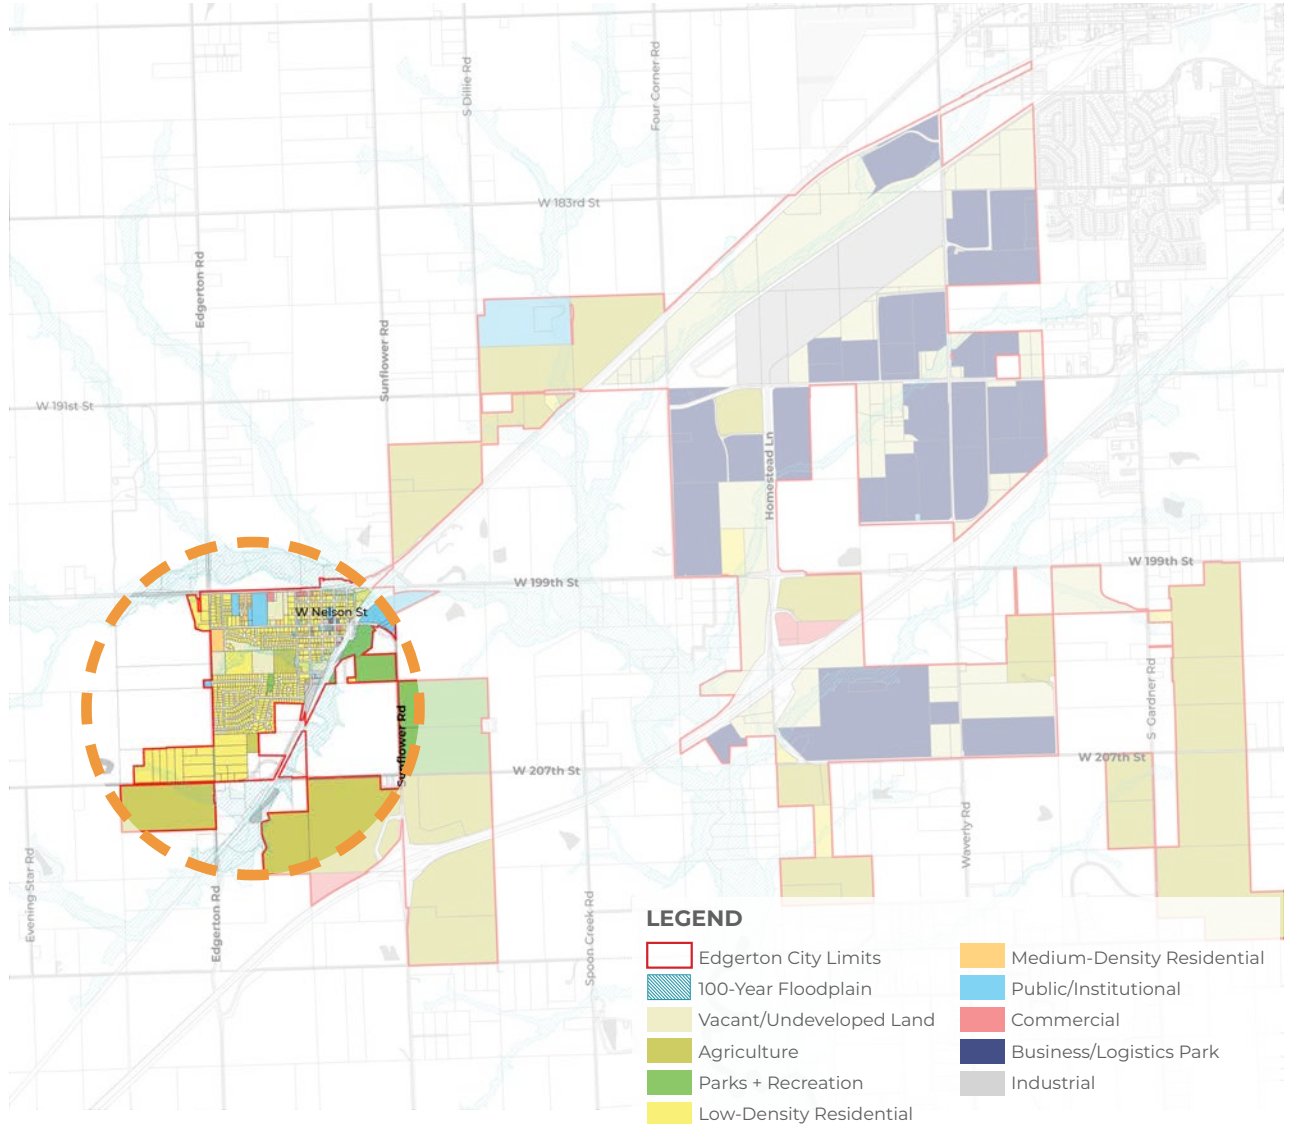 S Dillie Rd
Four Corner Rd
W 183rd St
Edgerton Rd
Sunflower Rd
W 191st St
Homestead Ln
W 199th St
W 199th St
W Nelson St
S Gardner Rd
Sunflower Rd
W 207th St
W 207th St
Waverly Rd
Evening Star Rd
Edgerton Rd
Spoon Creek Rd
LEGEND
Edgerton City Limits
100-Year Floodplain
Vacant/Undeveloped Land
Agriculture
Parks + Recreation
Low-Density Residential
Medium-Density Residential
Public/Institutional
Commercial
Business/Logistics Park
Industrial